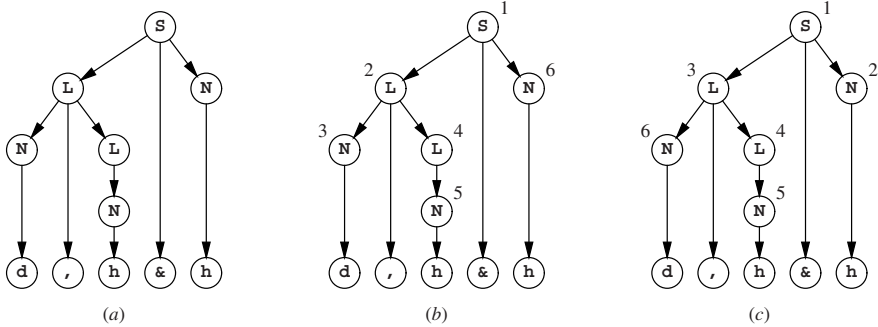 S S 1 S 1
L N 2 L N 6 3 L N 2
N L 3 N L 4 6 N L 4
N N 5 N 5
d , h & h d , h & h d , h & h
(a) (b) (c)